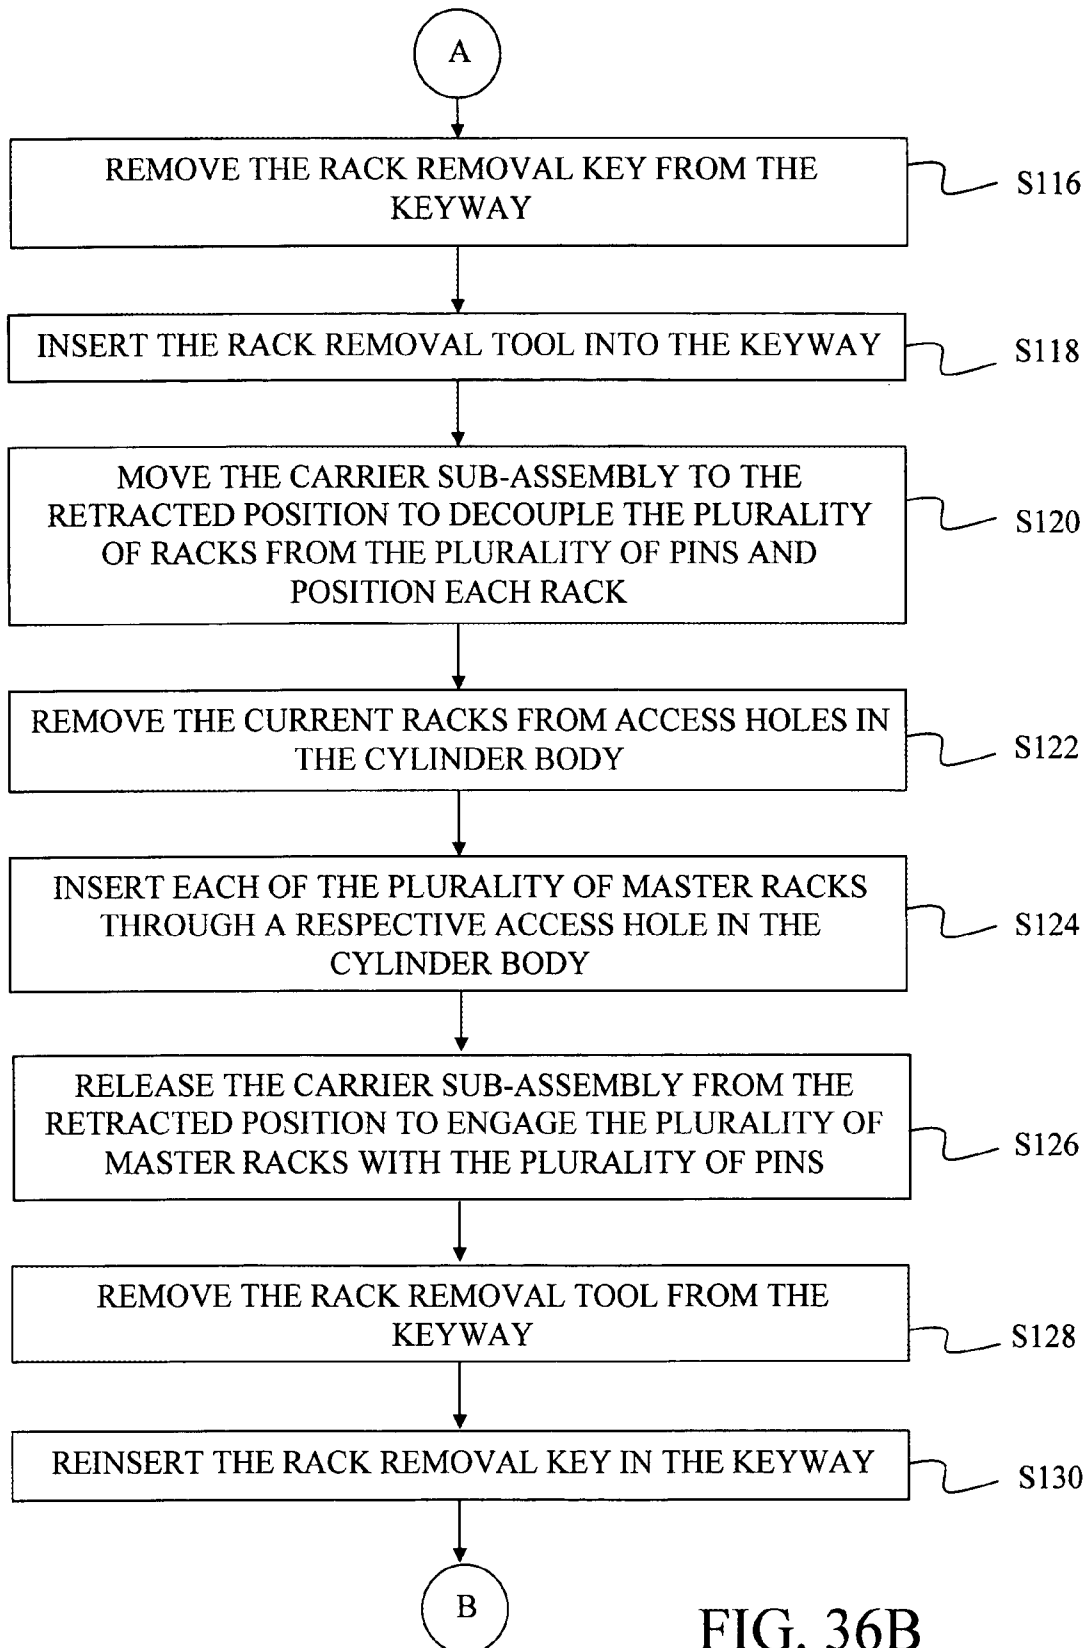 A
REMOVE THE RACK REMOVAL KEY FROM THE
KEYWAY
S116
INSERT THE RACK REMOVAL TOOL INTO THE KEYWAY
S118
MOVE THE CARRIER SUB-ASSEMBLY TO THE
RETRACTED POSITION TO DECOUPLE THE PLURALITY
OF RACKS FROM THE PLURALITY OF PINS AND
POSITION EACH RACK
S120
REMOVE THE CURRENT RACKS FROM ACCESS HOLES IN
THE CYLINDER BODY
S122
INSERT EACH OF THE PLURALITY OF MASTER RACKS
THROUGH A RESPECTIVE ACCESS HOLE IN THE
CYLINDER BODY
S124
RELEASE THE CARRIER SUB-ASSEMBLY FROM THE
RETRACTED POSITION TO ENGAGE THE PLURALITY OF
MASTER RACKS WITH THE PLURALITY OF PINS
S126
REMOVE THE RACK REMOVAL TOOL FROM THE
KEYWAY
S128
REINSERT THE RACK REMOVAL KEY IN THE KEYWAY
S130
B
FIG. 36B